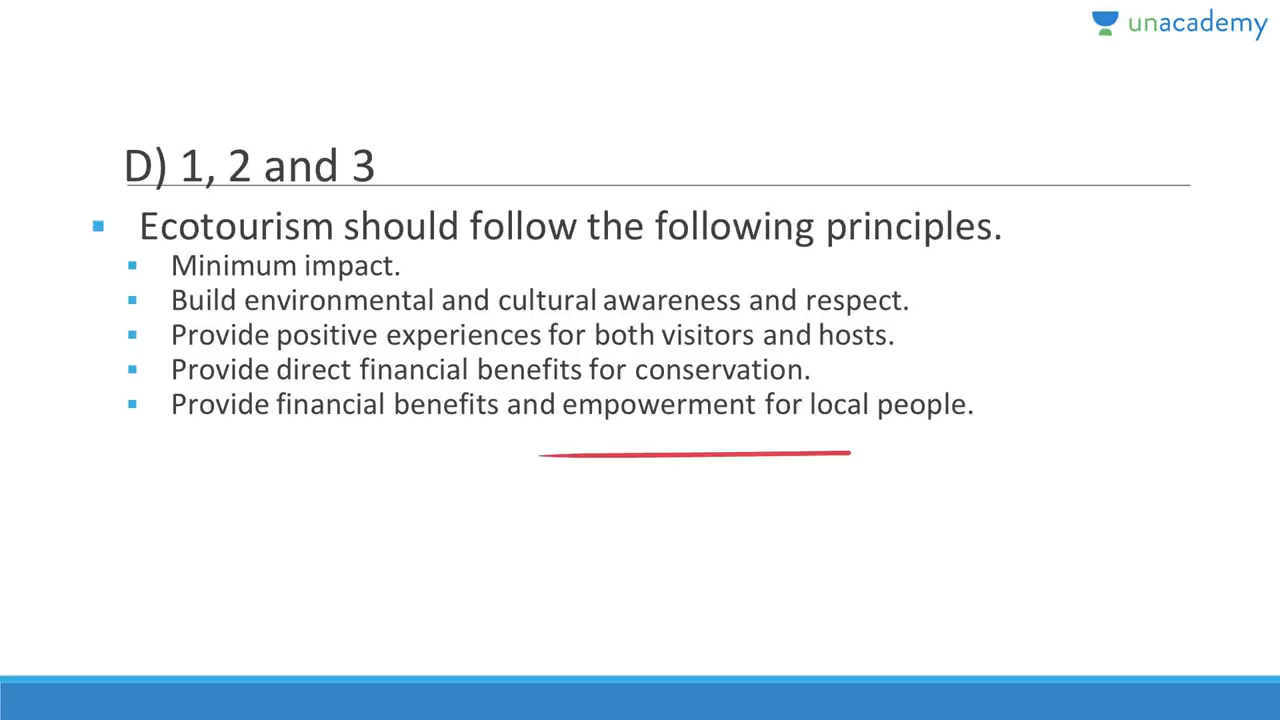 unacademy
D) 1, 2 and 3
Ecotourism should follow the following principles.
Minimum impact.
Build environmental and cultural awareness and respect.
Provide positive experiences for both visitors and hosts.
Provide direct financial benefits for conservation.
Provide financial benefits and empowerment for local people.